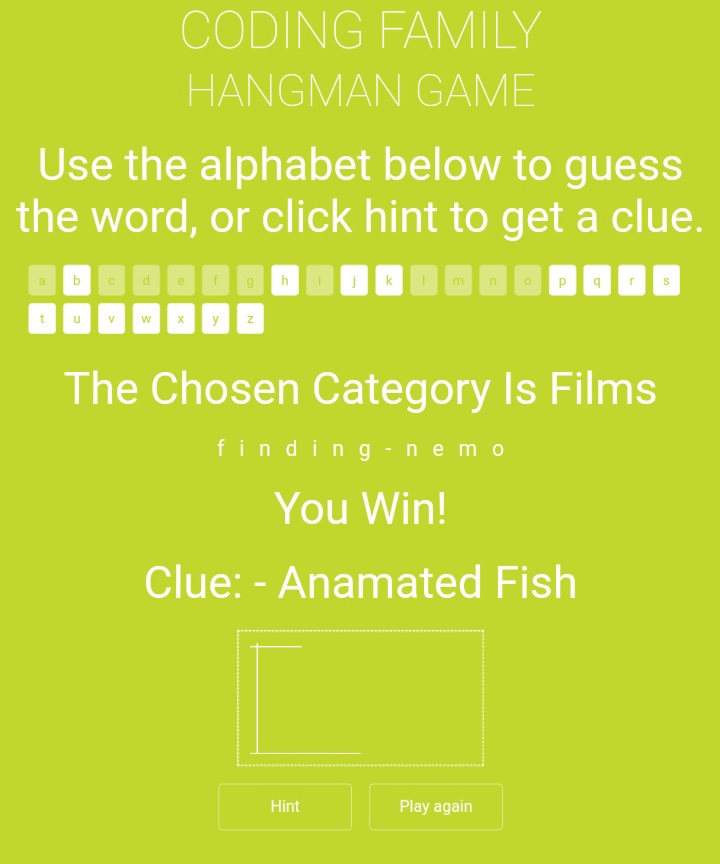 CODING FAMILY
HANGMAN GAME
Use the alphabet below to guess
the word, or click hint to get a clue.
a b c d e f g h i j k l m n o p q r s
t u v w x y z
The Chosen Category Is Films
f i n d i n g - n e m o
You Win!
Clue: - Anamated Fish
Hint Play again